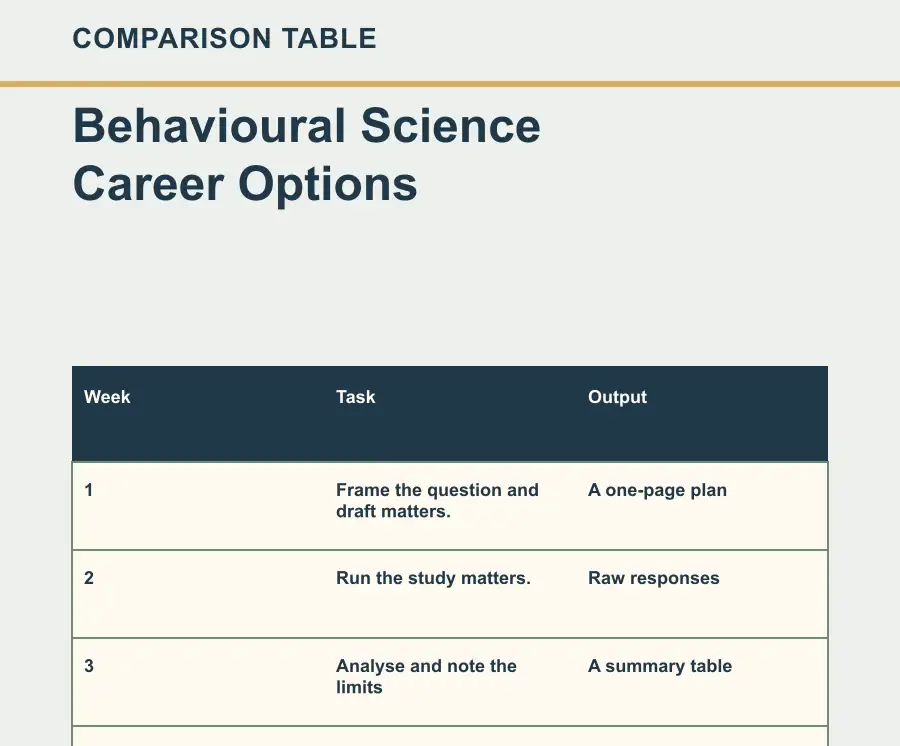 COMPARISON TABLE
Behavioural Science
Career Options
Week Task Output
1 Frame the question and A one-page plan
draft matters.
2 Run the study matters. Raw responses
3 Analyse and note the A summary table
limits